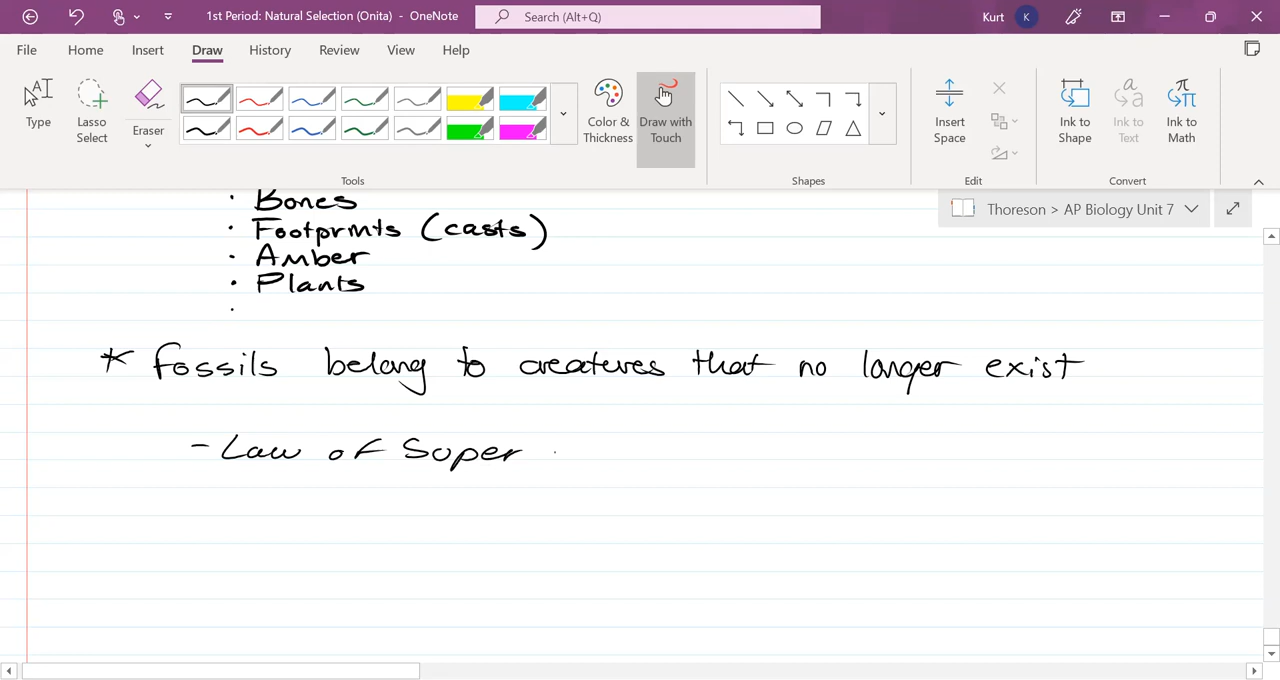 1st Period: Natural Selection (Onita) - OneNote
Search (Alt+Q)
Kurt K
File Home Insert Draw History Review View Help
Type
Lasso Select
Eraser
Color & Thickness
Draw with Touch
Insert Space
Ink to Shape
Ink to Text
Ink to Math
Tools Shapes Edit Convert
Thoreson > AP Biology Unit 7
· Bones
· Footprints (casts)
· Amber
· Plants
·
* Fossils belong to creatures that no longer exist
- Law of Super